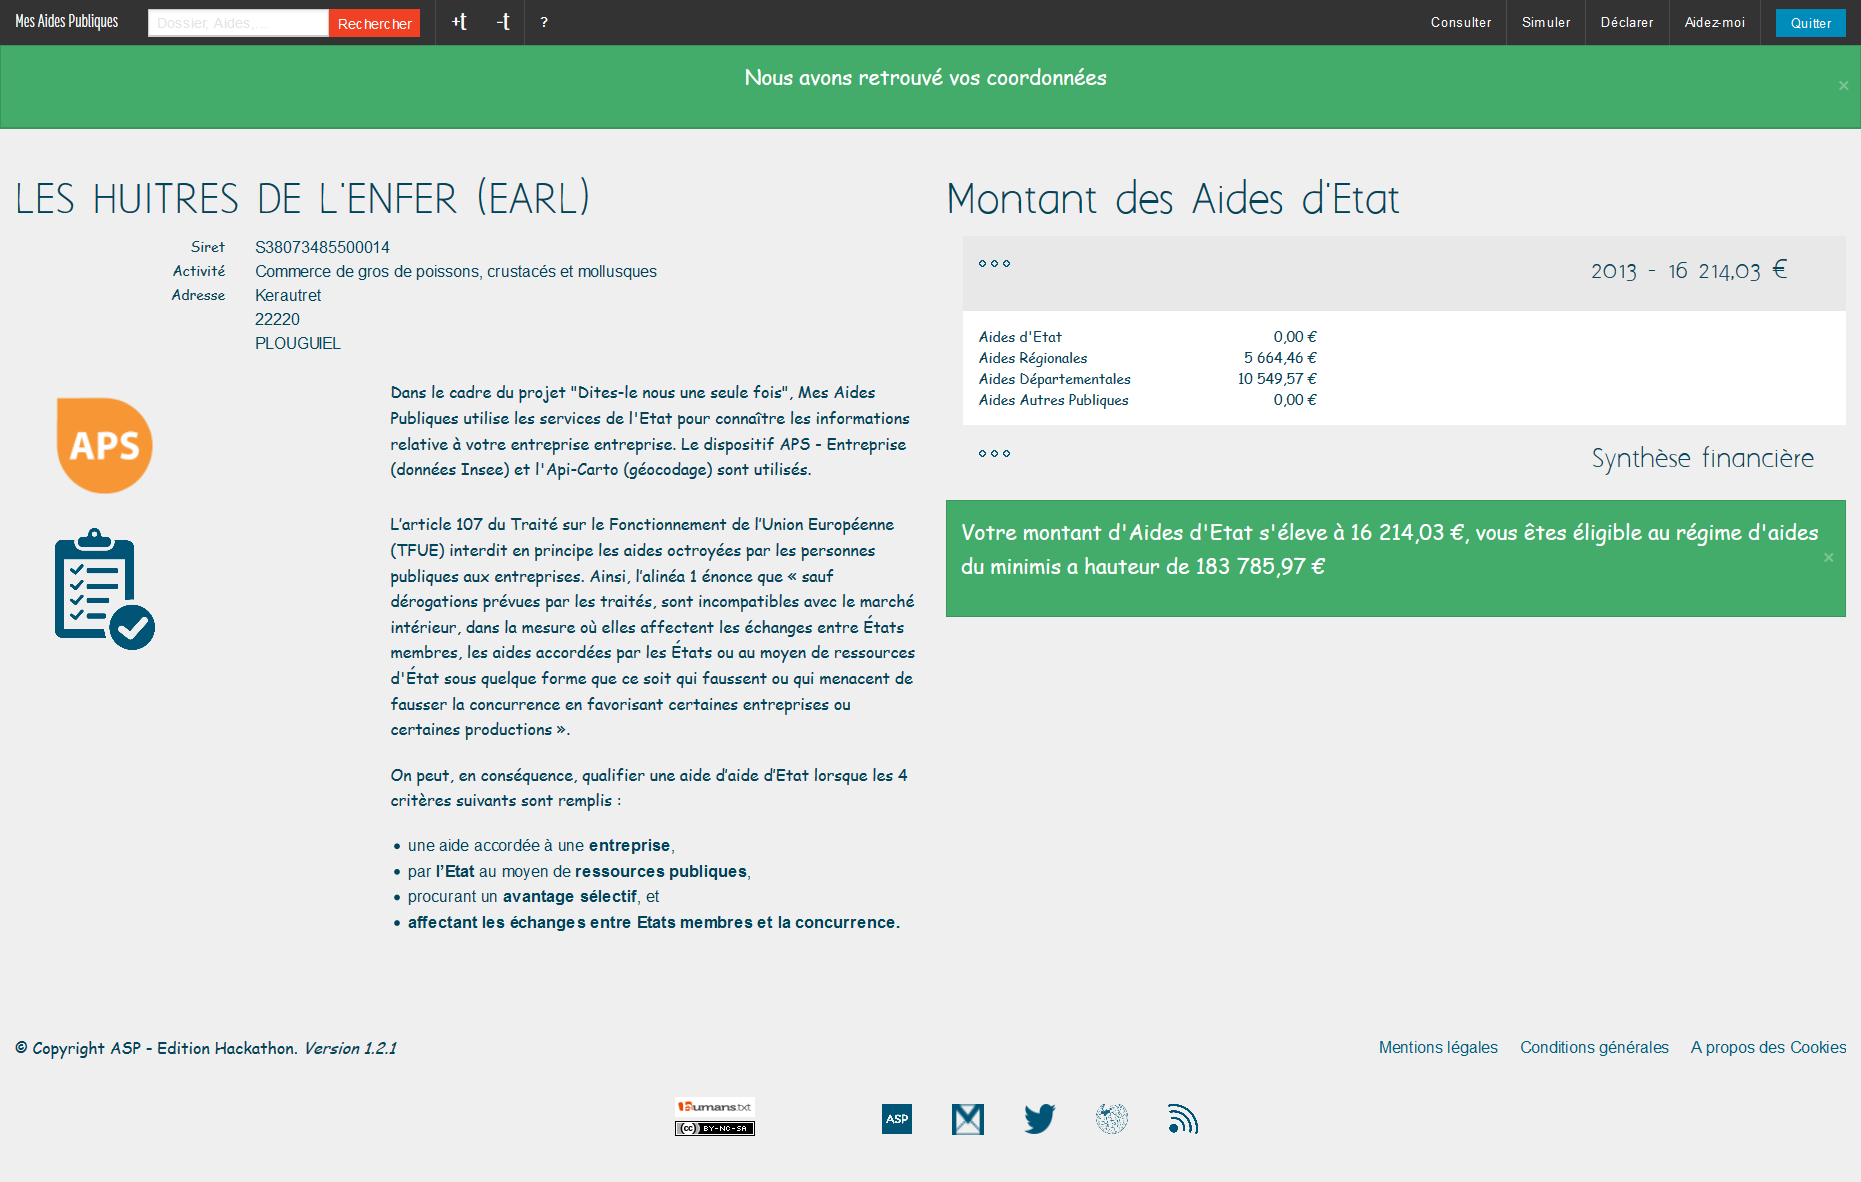 Mes Aides Publiques
Dossier, Aides,...
Rechercher
+t
-t
?
Consulter
Simuler
Déclarer
Aidez-moi
Quitter
Nous avons retrouvé vos coordonnées
×
LES HUITRES DE L'ENFER (EARL)
Siret S38073485500014
Activité Commerce de gros de poissons, crustacés et mollusques
Adresse Kerautret
22220
PLOUGUIEL
APS
Dans le cadre du projet "Dites-le nous une seule fois", Mes Aides
Publiques utilise les services de l'Etat pour connaître les informations
relative à votre entreprise entreprise. Le dispositif APS - Entreprise
(données Insee) et l'Api-Carto (géocodage) sont utilisés.
L’article 107 du Traité sur le Fonctionnement de l’Union Européenne
(TFUE) interdit en principe les aides octroyées par les personnes
publiques aux entreprises. Ainsi, l’alinéa 1 énonce que « sauf
dérogations prévues par les traités, sont incompatibles avec le marché
intérieur, dans la mesure où elles affectent les échanges entre États
membres, les aides accordées par les États ou au moyen de ressources
d'État sous quelque forme que ce soit qui faussent ou qui menacent de
fausser la concurrence en favorisant certaines entreprises ou
certaines productions ».
On peut, en conséquence, qualifier une aide d’aide d’Etat lorsque les 4
critères suivants sont remplis :
• une aide accordée à une entreprise,
• par l’Etat au moyen de ressources publiques,
• procurant un avantage sélectif, et
• affectant les échanges entre Etats membres et la concurrence.
Montant des Aides d'Etat
2013 - 16 214,03 €
Aides d'Etat 0,00 €
Aides Régionales 5 664,46 €
Aides Départementales 10 549,57 €
Aides Autres Publiques 0,00 €
Synthèse financière
Votre montant d'Aides d'Etat s'éleve à 16 214,03 €, vous êtes éligible au régime d'aides
du minimis a hauteur de 183 785,97 €
×
© Copyright ASP - Edition Hackathon. Version 1.2.1
Mentions légales
Conditions générales
A propos des Cookies
humans.txt
(cc) BY-NC-SA
ASP